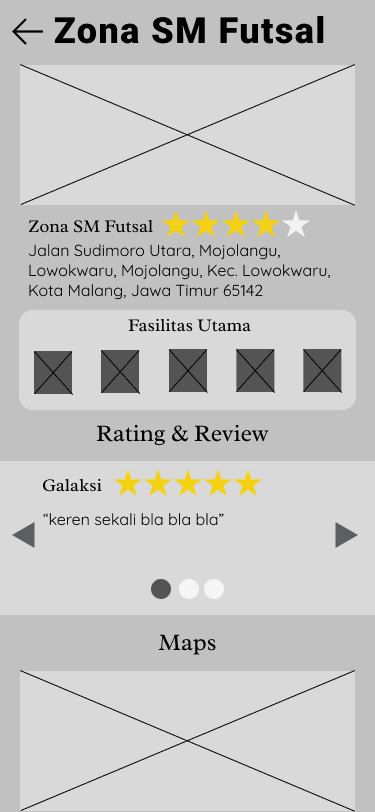 Zona SM Futsal
Zona SM Futsal
Jalan Sudimoro Utara, Mojolangu,
Lowokwaru, Mojolangu, Kec. Lowokwaru,
Kota Malang, Jawa Timur 65142
Fasilitas Utama
Rating & Review
Galaksi
“keren sekali bla bla bla”
Maps